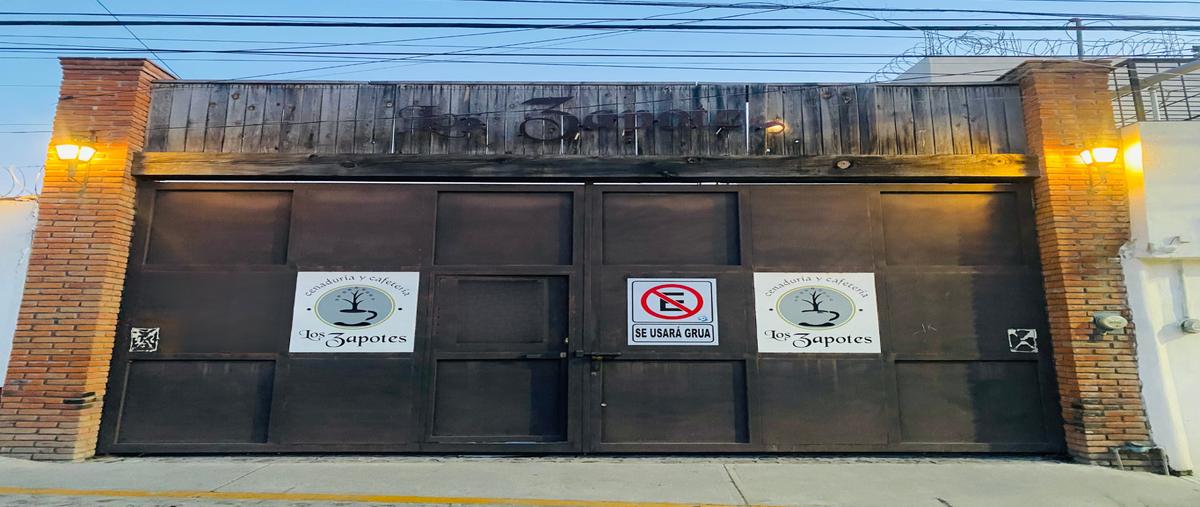 Los Zapotes
cenaduría y cafetería
Los Zapotes
E
SE USARÁ GRUA
cenaduría y cafetería
Los Zapotes